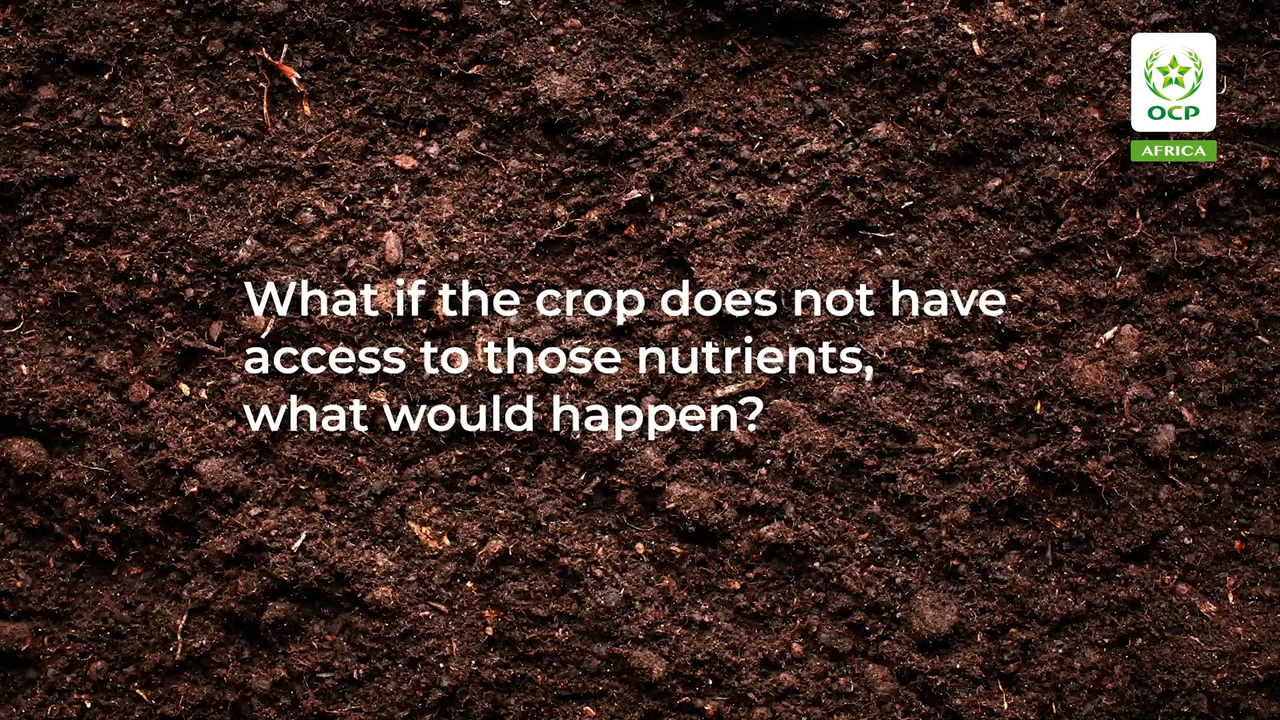 OCP
AFRICA
What if the crop does not have
access to those nutrients,
what would happen?